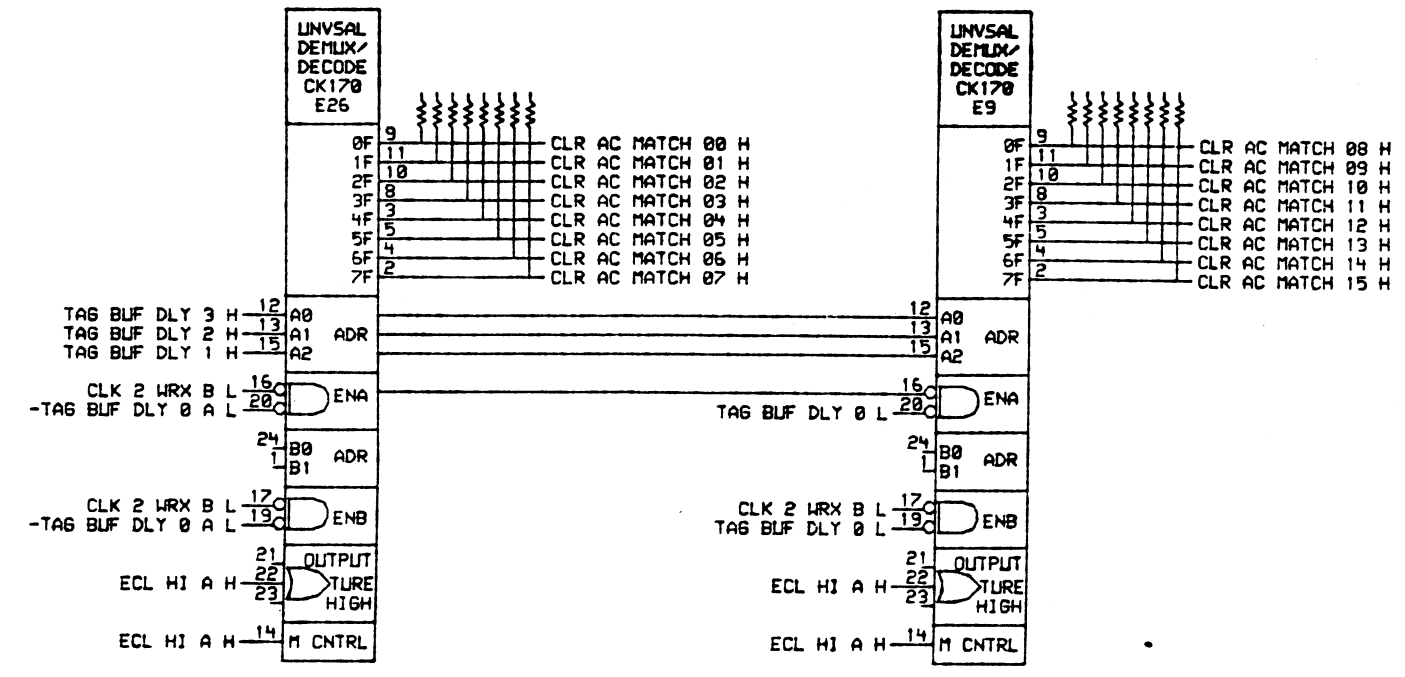 UNVSAL
DEMUX/
DECODE
CK170
E26
0F 9 CLR AC MATCH 00 H
1F 11 CLR AC MATCH 01 H
2F 10 CLR AC MATCH 02 H
3F 8 CLR AC MATCH 03 H
4F 3 CLR AC MATCH 04 H
5F 5 CLR AC MATCH 05 H
6F 4 CLR AC MATCH 06 H
7F 2 CLR AC MATCH 07 H
TAG BUF DLY 3 H 12 A0
TAG BUF DLY 2 H 13 A1 ADR
TAG BUF DLY 1 H 15 A2
CLK 2 WRX B L 16 ENA
-TAG BUF DLY 0 A L 20
24 B0 ADR
1 B1
CLK 2 WRX B L 17 ENB
-TAG BUF DLY 0 A L 19
21 OUTPUT
ECL HI A H 22 TURE
23 HIGH
ECL HI A H 14 M CNTRL
UNVSAL
DEMUX/
DECODE
CK170
E9
0F 9 CLR AC MATCH 08 H
1F 11 CLR AC MATCH 09 H
2F 10 CLR AC MATCH 10 H
3F 8 CLR AC MATCH 11 H
4F 3 CLR AC MATCH 12 H
5F 5 CLR AC MATCH 13 H
6F 4 CLR AC MATCH 14 H
7F 2 CLR AC MATCH 15 H
12 A0
13 A1 ADR
15 A2
16 ENA
TAG BUF DLY 0 L 20
24 B0 ADR
1 B1
CLK 2 WRX B L 17 ENB
TAG BUF DLY 0 L 19
21 OUTPUT
ECL HI A H 22 TURE
23 HIGH
ECL HI A H 14 M CNTRL